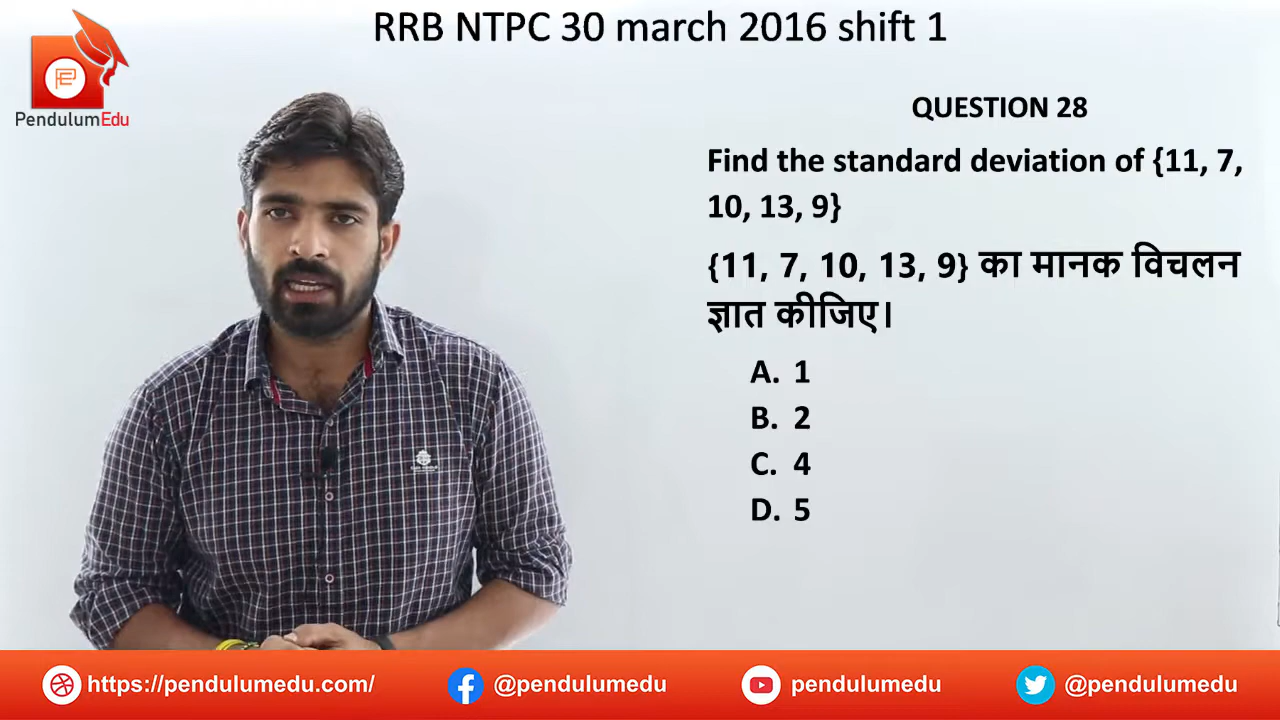 RRB NTPC 30 march 2016 shift 1
PendulumEdu
QUESTION 28
Find the standard deviation of {11, 7,
10, 13, 9}
{11, 7, 10, 13, 9} का मानक विचलन
ज्ञात कीजिए।
A. 1
B. 2
C. 4
D. 5
https://pendulumedu.com/
@pendulumedu
pendulumedu
@pendulumedu